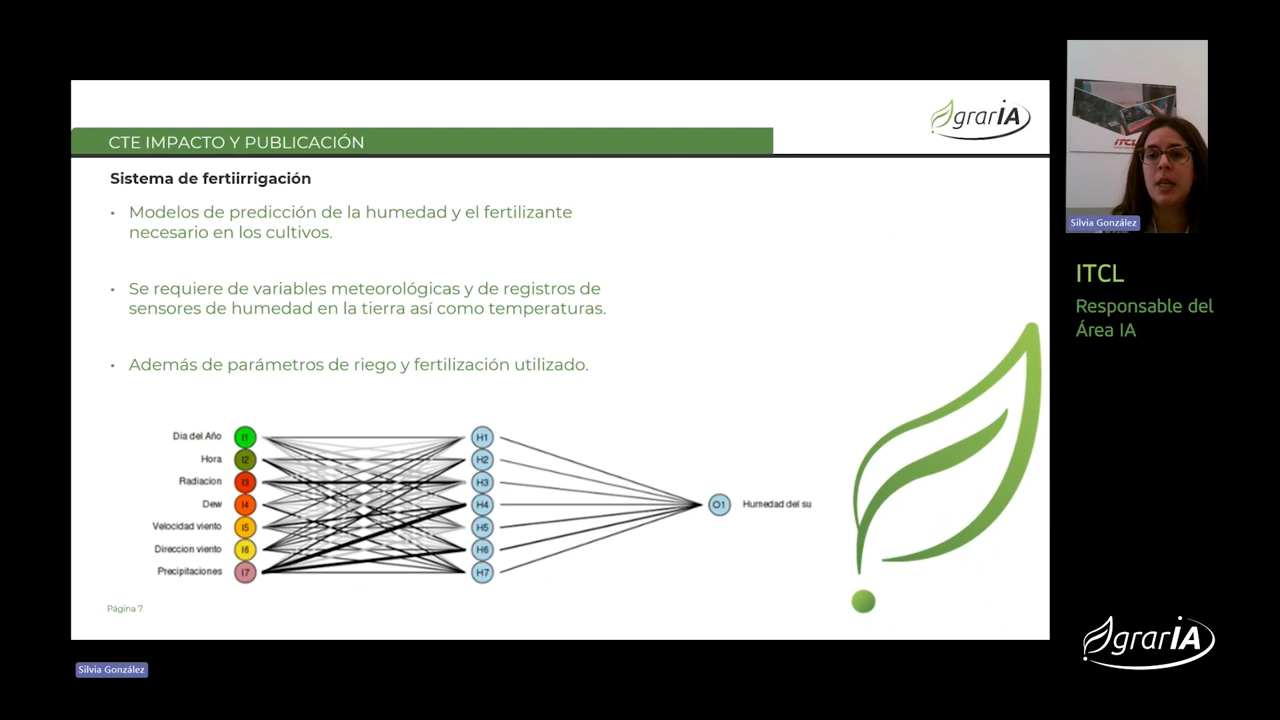 grarIA
CTE IMPACTO Y PUBLICACIÓN
Sistema de fertiirrigación
• Modelos de predicción de la humedad y el fertilizante
necesario en los cultivos.
• Se requiere de variables meteorológicas y de registros de
sensores de humedad en la tierra así como temperaturas.
• Además de parámetros de riego y fertilización utilizado.
Dia del Año I1 H1
Hora I2 H2
Radiacion I3 H3
Dew I4 H4 O1 Humedad del su
Velocidad viento I5 H5
Direccion viento I6 H6
Precipitaciones I7 H7
Página 7
Silvia González
ITCL
Silvia González
ITCL
Responsable del
Área IA
grarIA